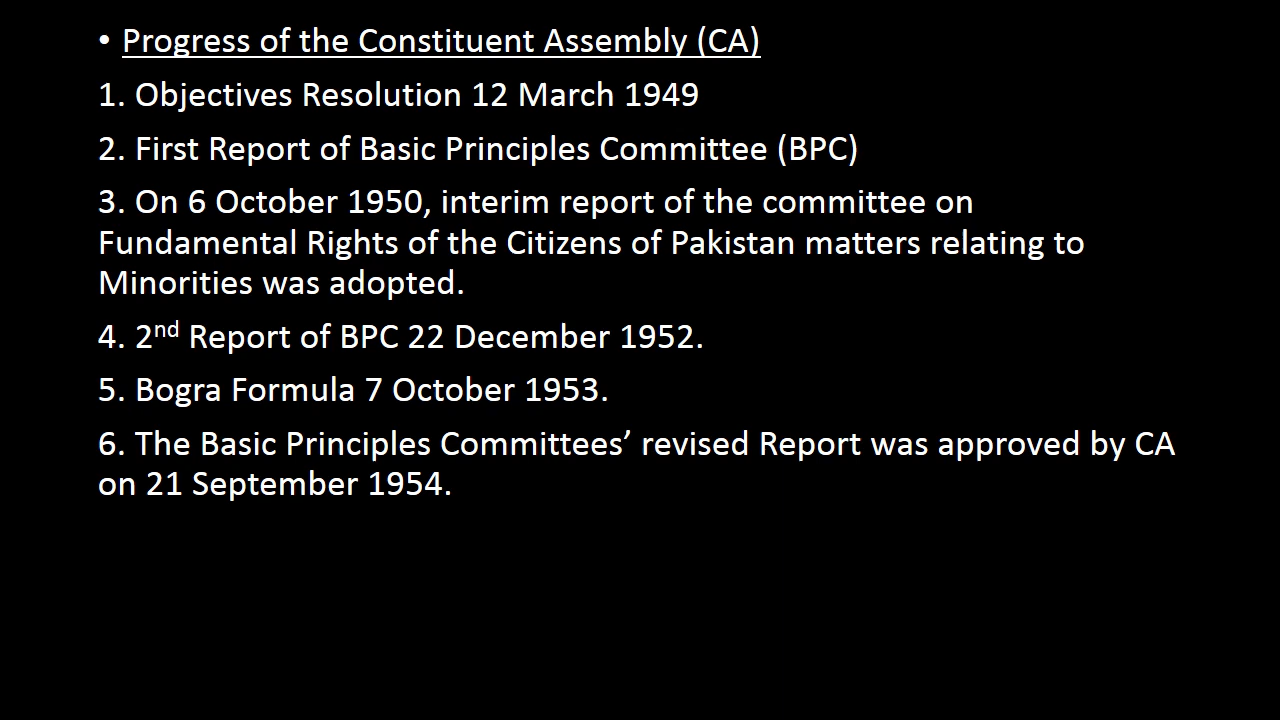 • Progress of the Constituent Assembly (CA)
1. Objectives Resolution 12 March 1949
2. First Report of Basic Principles Committee (BPC)
3. On 6 October 1950, interim report of the committee on
Fundamental Rights of the Citizens of Pakistan matters relating to
Minorities was adopted.
4. 2nd Report of BPC 22 December 1952.
5. Bogra Formula 7 October 1953.
6. The Basic Principles Committees’ revised Report was approved by CA
on 21 September 1954.